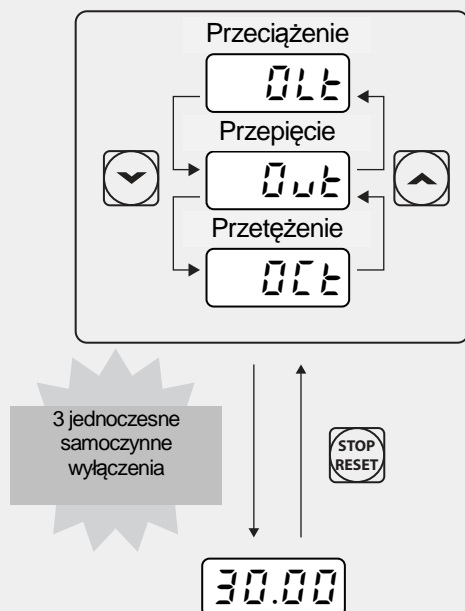 Przeciążenie
OLt
Przepięcie
Out
Przetężenie
OCt
3 jednoczesne
samoczynne
wyłączenia
STOP
RESET
30.00